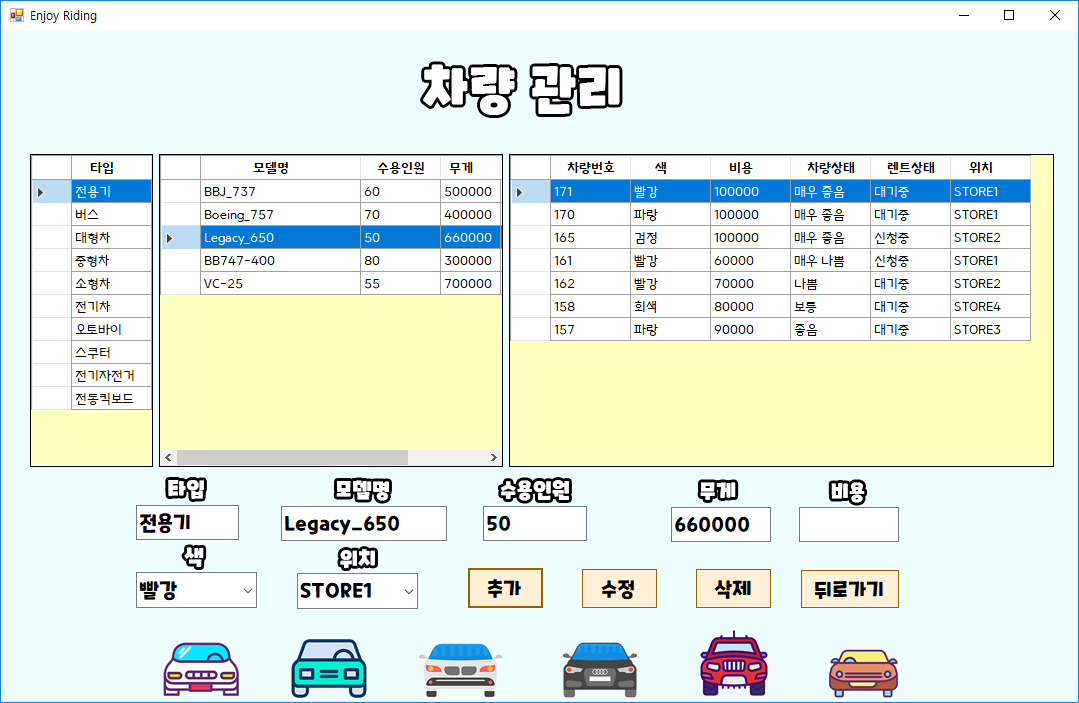 Enjoy Riding
차량 관리
타입
전용기
버스
대형차
중형차
소형차
전기차
오토바이
스쿠터
전기자전거
전동킥보드
모델명 수용인원 무게
BBJ_737 60 500000
Boeing_757 70 400000
Legacy_650 50 660000
BB747-400 80 300000
VC-25 55 700000
차량번호 색 비용 차량상태 렌트상태 위치
171 빨강 100000 매우 좋음 대기중 STORE1
170 파랑 100000 매우 좋음 대기중 STORE1
165 검정 100000 매우 좋음 신청중 STORE2
161 빨강 60000 매우 나쁨 신청중 STORE2
162 빨강 70000 나쁨 대기중 STORE2
158 회색 80000 보통 대기중 STORE4
157 파랑 90000 좋음 대기중 STORE3
타입 모델명 수용인원 무게 비용
전용기 Legacy_650 50 660000
색 위치
빨강 STORE1 추가 수정 삭제 뒤로가기